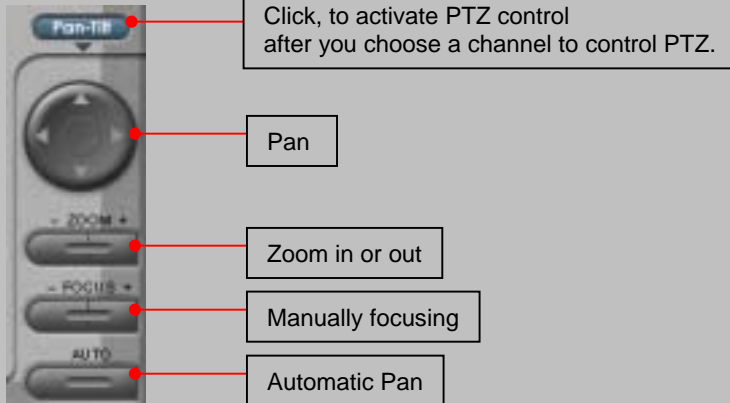 Pan-Tilt
Click, to activate PTZ control
after you choose a channel to control PTZ.
Pan
- ZOOM +
Zoom in or out
- FOCUS +
Manually focusing
AUTO
Automatic Pan